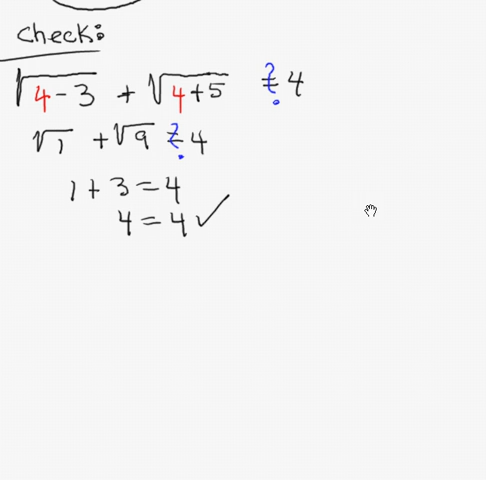 Check:
√4-3 + √4+5 ≟ 4
√1 + √9 ≟ 4
1 + 3 = 4
4 = 4 ✓